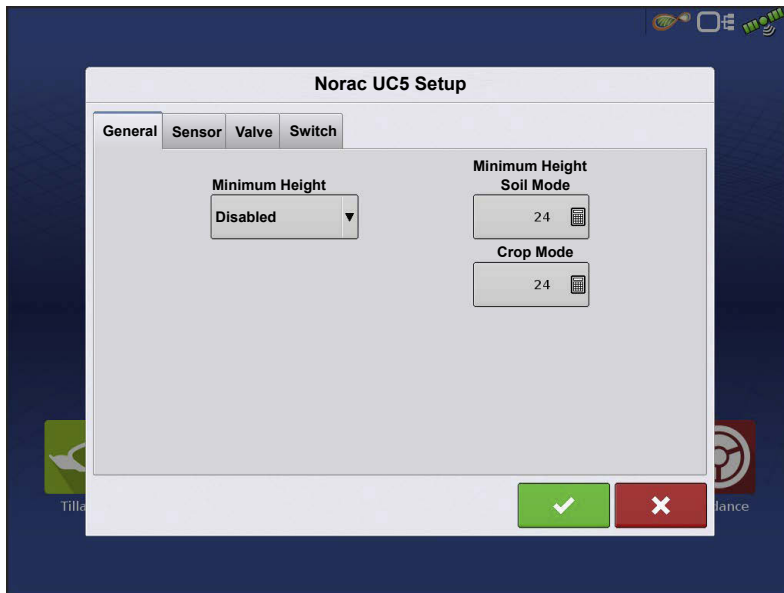 Norac UC5 Setup
General Sensor Valve Switch
Minimum Height
Disabled
Minimum Height
Soil Mode
24
Crop Mode
24
Tilla
dance